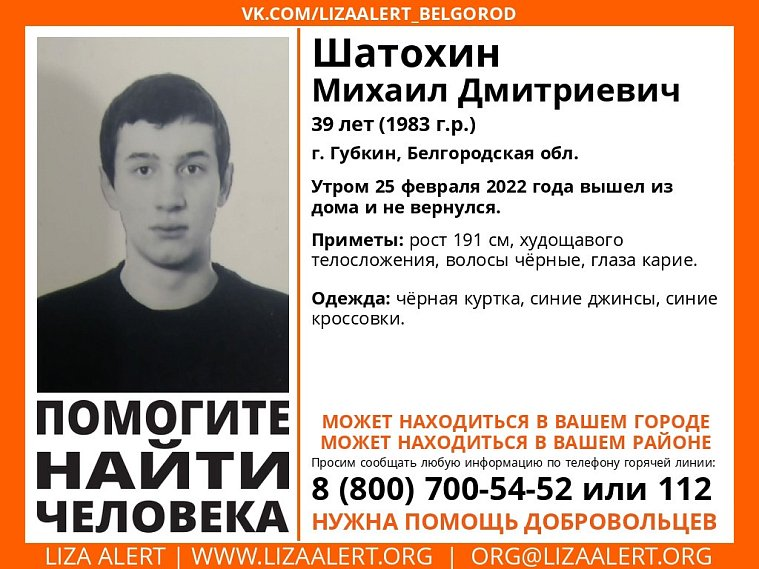 VK.COM/LIZAALERT_BELGOROD
Шатохин
Михаил Дмитриевич
39 лет (1983 г.р.)
г. Губкин, Белгородская обл.
Утром 25 февраля 2022 года вышел из
дома и не вернулся.
Приметы: рост 191 см, худощавого
телосложения, волосы чёрные, глаза карие.
Одежда: чёрная куртка, синие джинсы, синие
кроссовки.
ПОМОГИТЕ
НАЙТИ
ЧЕЛОВЕКА
МОЖЕТ НАХОДИТЬСЯ В ВАШЕМ ГОРОДЕ
МОЖЕТ НАХОДИТЬСЯ В ВАШЕМ РАЙОНЕ
Просим сообщать любую информацию по телефону горячей линии:
8 (800) 700-54-52 или 112
НУЖНА ПОМОЩЬ ДОБРОВОЛЬЦЕВ
LIZA ALERT | WWW.LIZAALERT.ORG | ORG@LIZAALERT.ORG